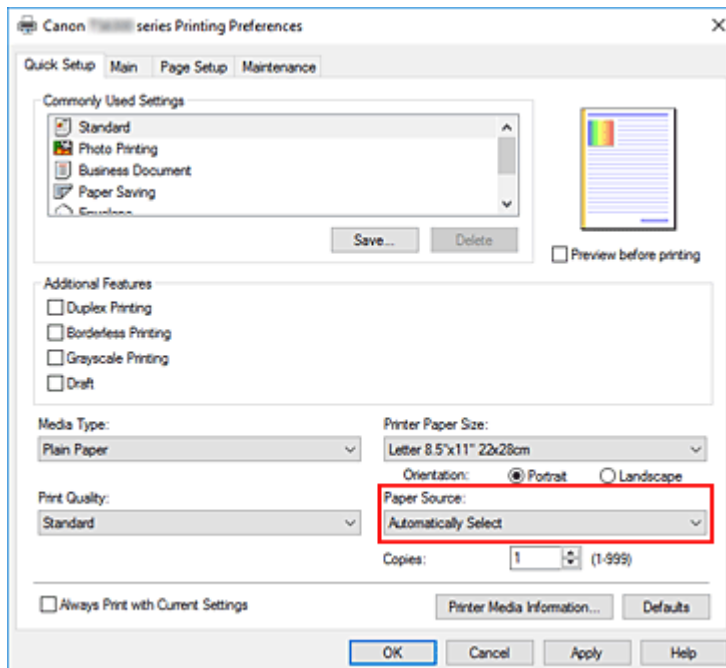 Canon series Printing Preferences
Quick Setup Main Page Setup Maintenance
Commonly Used Settings
Standard
Photo Printing
Business Document
Paper Saving
Envelope
Save... Delete
Preview before printing
Additional Features
Duplex Printing
Borderless Printing
Grayscale Printing
Draft
Media Type: Printer Paper Size:
Plain Paper Letter 8.5"x11" 22x28cm
Orientation: Portrait Landscape
Print Quality: Paper Source:
Standard Automatically Select
Copies: 1 (1-999)
Always Print with Current Settings Printer Media Information... Defaults
OK Cancel Apply Help